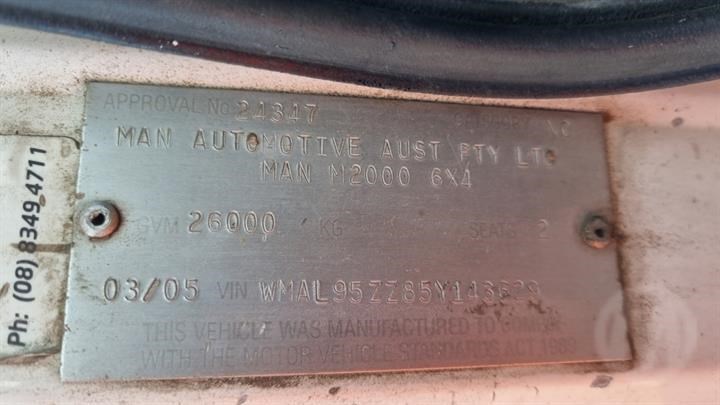 APPROVAL No. 24347
MAN AUTOMOTIVE AUST PTY LTD
MAN M2000 6X4
GVM 26000 KG SEATS 2
03/05 VIN
THIS VEHICLE WAS MANUFACTURED TO COMPLY
WITH THE MOTOR VEHICLE STANDARDS ACT 1989
Ph: (08) 8349 4711